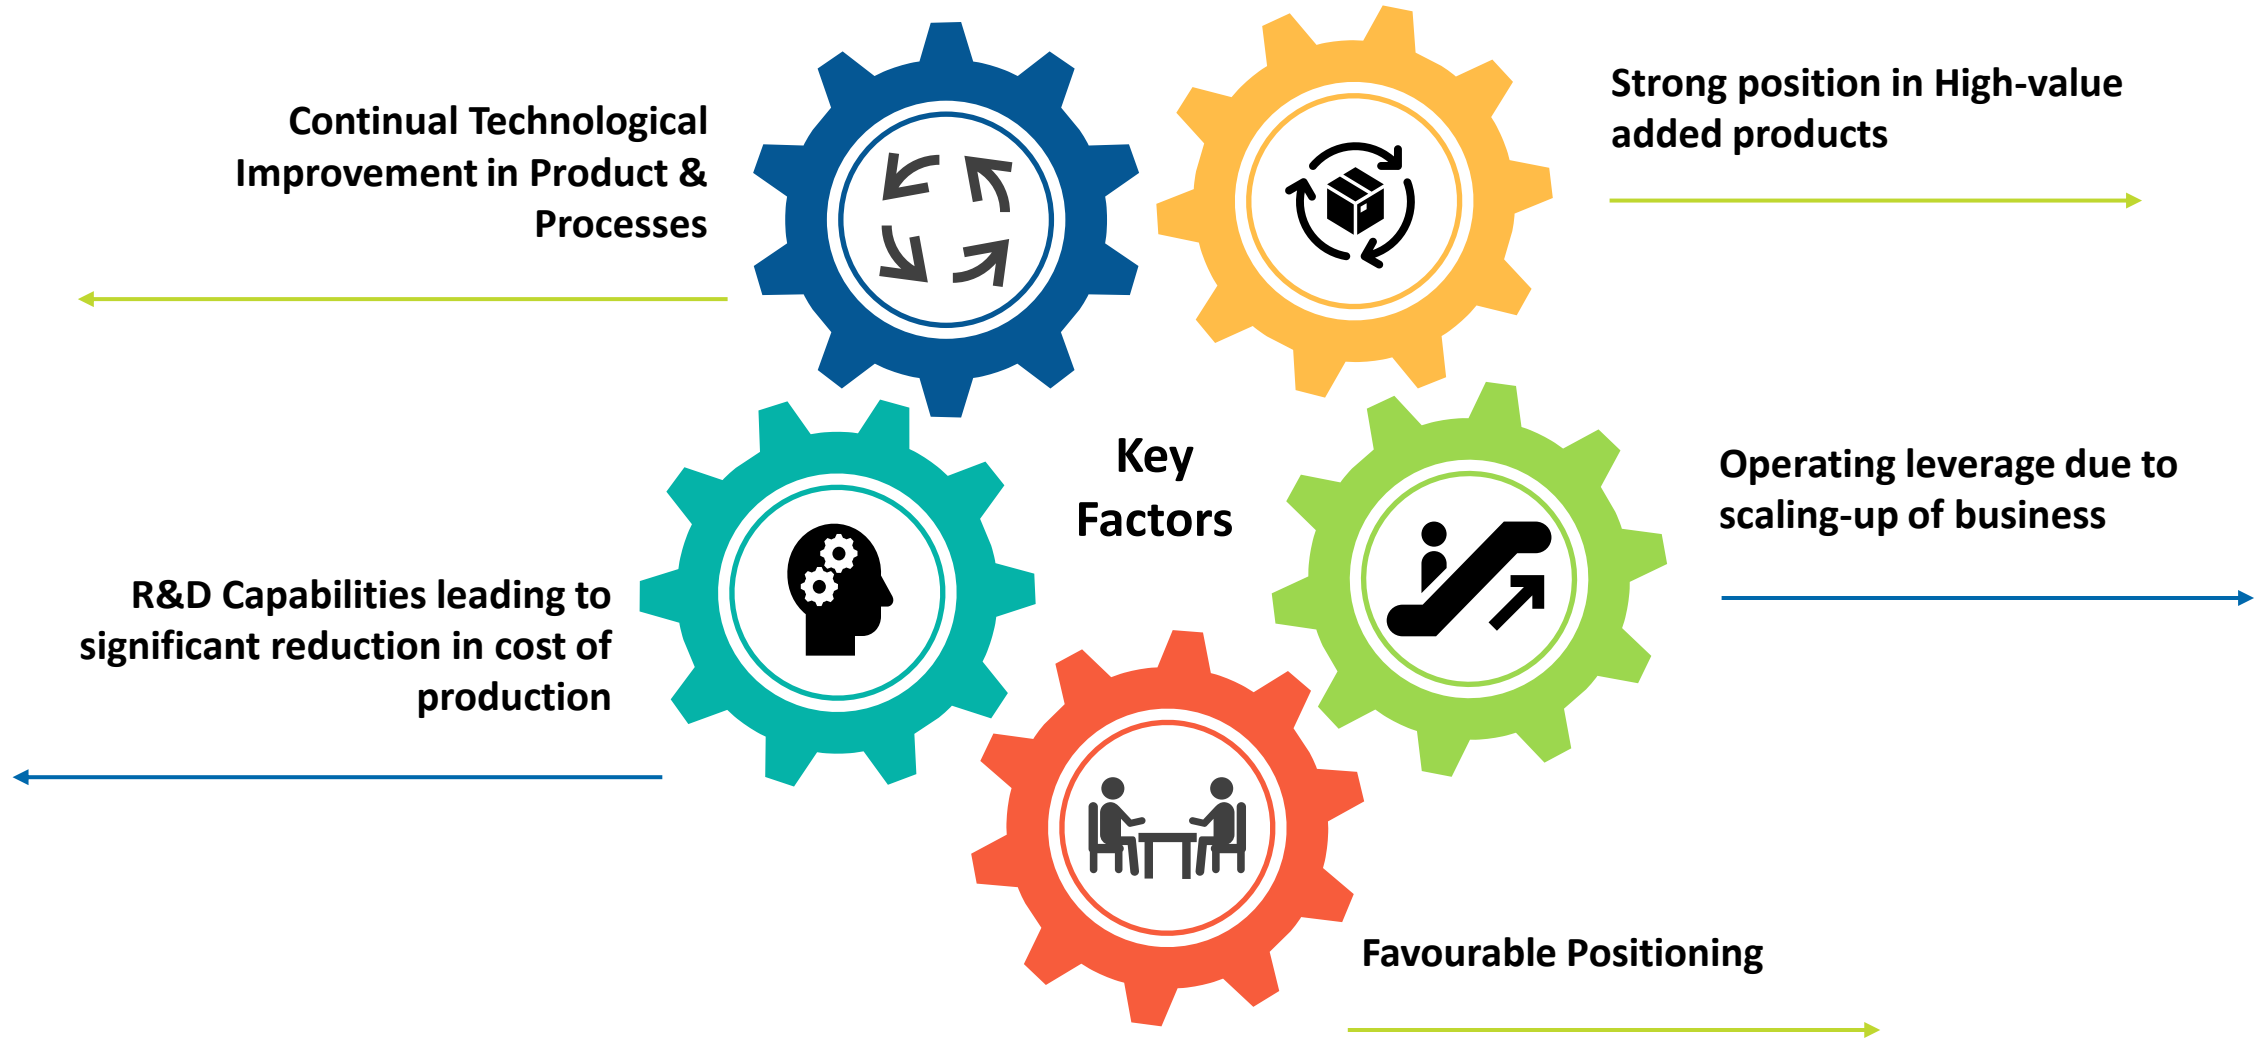 Continual Technological
Improvement in Product &
Processes
Strong position in High-value
added products
Key
Factors
Operating leverage due to
scaling-up of business
R&D Capabilities leading to
significant reduction in cost of
production
Favourable Positioning